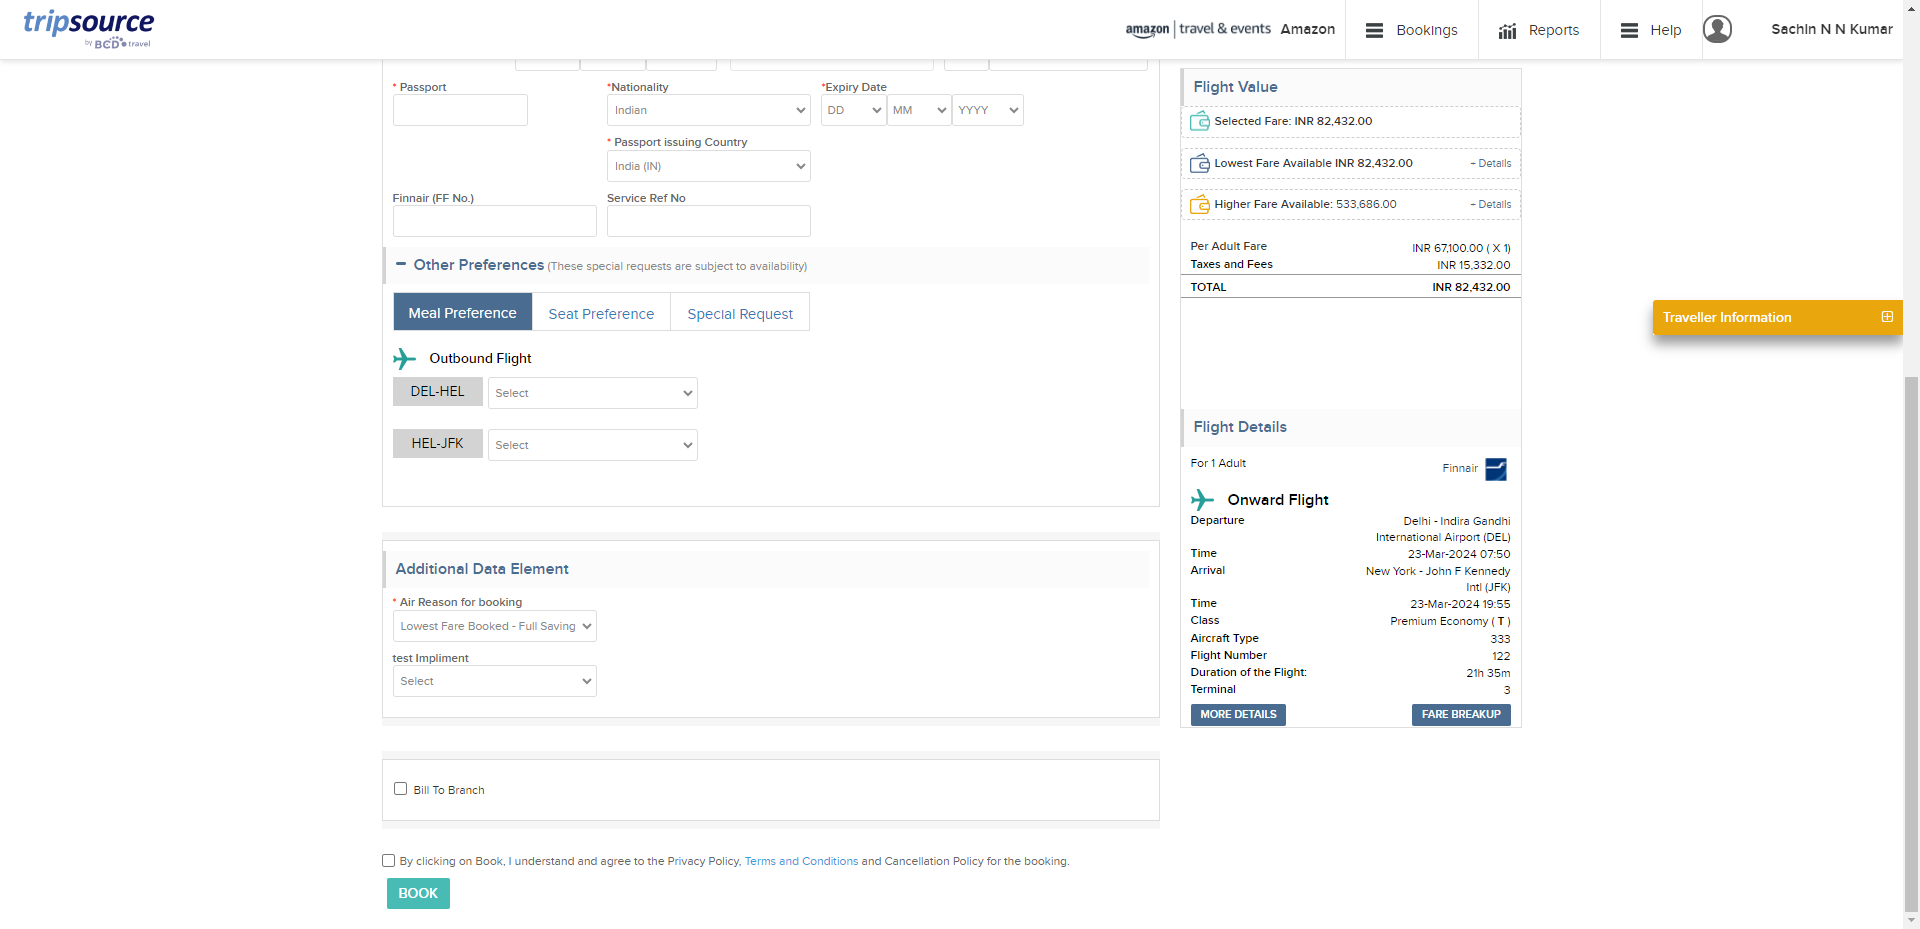 tripsource
by BCD travel
amazon | travel & events Amazon
Bookings
Reports
Help
Sachin N N Kumar
* Passport
*Nationality
*Expiry Date
Indian
DD
MM
YYYY
* Passport issuing Country
India (IN)
Finnair (FF No.)
Service Ref No
Other Preferences (These special requests are subject to availability)
Meal Preference
Seat Preference
Special Request
Outbound Flight
DEL-HEL
Select
HEL-JFK
Select
Additional Data Element
* Air Reason for booking
Lowest Fare Booked - Full Saving
test Impliment
Select
Bill To Branch
By clicking on Book, I understand and agree to the Privacy Policy, Terms and Conditions and Cancellation Policy for the booking.
BOOK
Flight Value
Selected Fare: INR 82,432.00
Lowest Fare Available INR 82,432.00 + Details
Higher Fare Available: 533,686.00 + Details
Per Adult Fare INR 67,100.00 ( X 1)
Taxes and Fees INR 15,332.00
TOTAL INR 82,432.00
Flight Details
For 1 Adult Finnair
Onward Flight
Departure Delhi - Indira Gandhi
International Airport (DEL)
Time 23-Mar-2024 07:50
Arrival New York - John F Kennedy
Intl (JFK)
Time 23-Mar-2024 19:55
Class Premium Economy ( T )
Aircraft Type 333
Flight Number 122
Duration of the Flight: 21h 35m
Terminal 3
MORE DETAILS FARE BREAKUP
Traveller Information